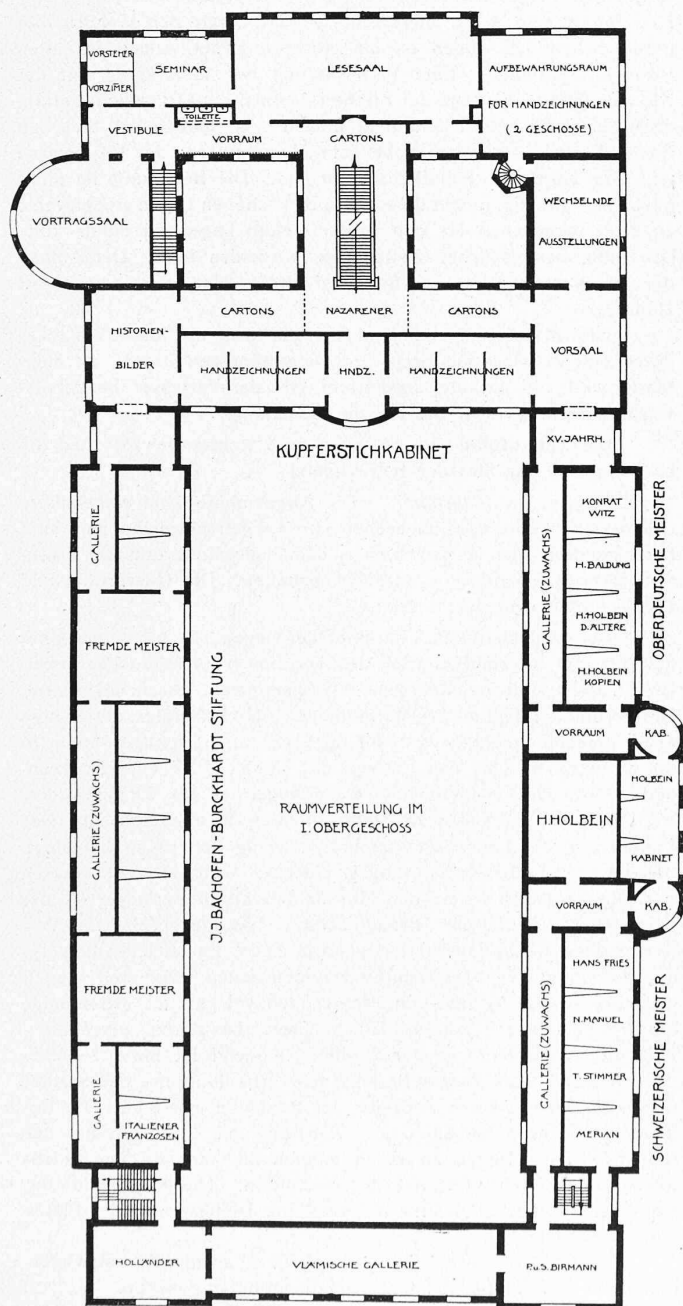 VORSTEHER
SEMINAR
LESESAAL
AUFBEWAHRUNGSRAUM
VORZIMER
TOILETTE
FÜR HANDZEICHNUNGEN
(2 GESCHOSSE)
VESTIBULE
VORRAUM
CARTONS
VORTRAGSSAAL
WECHSELNDE
AUSSTELLUNGEN
CARTONS
NAZARENER
CARTONS
HISTORIEN-
BILDER
VORSAAL
HANDZEICHNUNGEN
HNDZ.
HANDZEICHNUNGEN
KUPFERSTICHKABINET
XV. JAHRH.
GALLERIE
FREMDE MEISTER
GALLERIE (ZUWACHS)
FREMDE MEISTER
GALLERIE
ITALIENER
FRANZOSEN
J.J. BACHOFEN-BURCKHARDT STIFTUNG
RAUMVERTEILUNG IM
I. OBERGESCHOSS
GALLERIE (ZUWACHS)
KONRAT
WITZ
H. BALDUNG
H. HOLBEIN
D. ÄLTERE
H. HOLBEIN
KOPIEN
OBERDEUTSCHE MEISTER
VORRAUM
KAB.
H. HOLBEIN
HOLBEIN
KABINET
VORRAUM
KAB.
GALLERIE (ZUWACHS)
HANS FRIES
N. MANUEL
T. STIMMER
MERIAN
SCHWEIZERISCHE MEISTER
HOLLÄNDER
VLÄMISCHE GALLERIE
P.u.S. BIRMANN